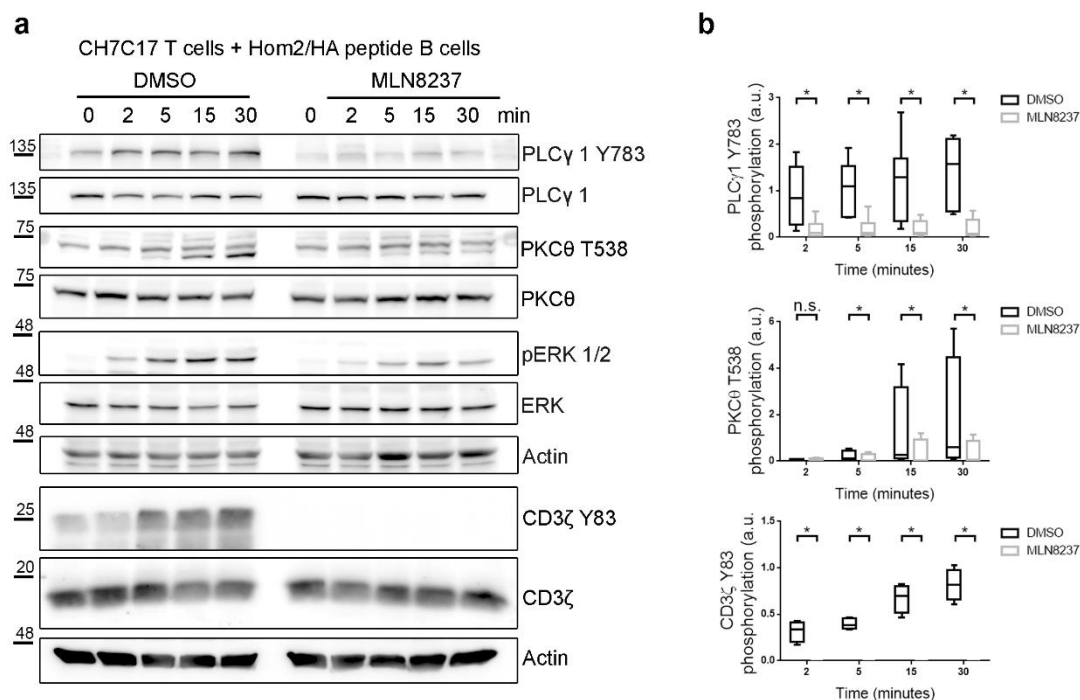 a
CH7C17 T cells + Hom2/HA peptide B cells
DMSO MLN8237
0 2 5 15 30 0 2 5 15 30 min
135 PLCγ 1 Y783
135 PLCγ 1
75 PKCθ T538
75 PKCθ
48 pERK 1/2
48 ERK
48 Actin
25 CD3ζ Y83
20 CD3ζ
48 Actin
b
PLCγ1 Y783
phosphorylation (a.u.)
3
2
1
0
* * * *
DMSO
MLN8237
2 5 15 30
Time (minutes)
PKCθ T538
phosphorylation (a.u.)
6
4
2
0
n.s. * * *
DMSO
MLN8237
2 5 15 30
Time (minutes)
CD3ζ Y83
phosphorylation (a.u.
1.5
1.0
0.5
0.0
* * * *
DMSO
MLN8237
2 5 15 30
Time (minutes)